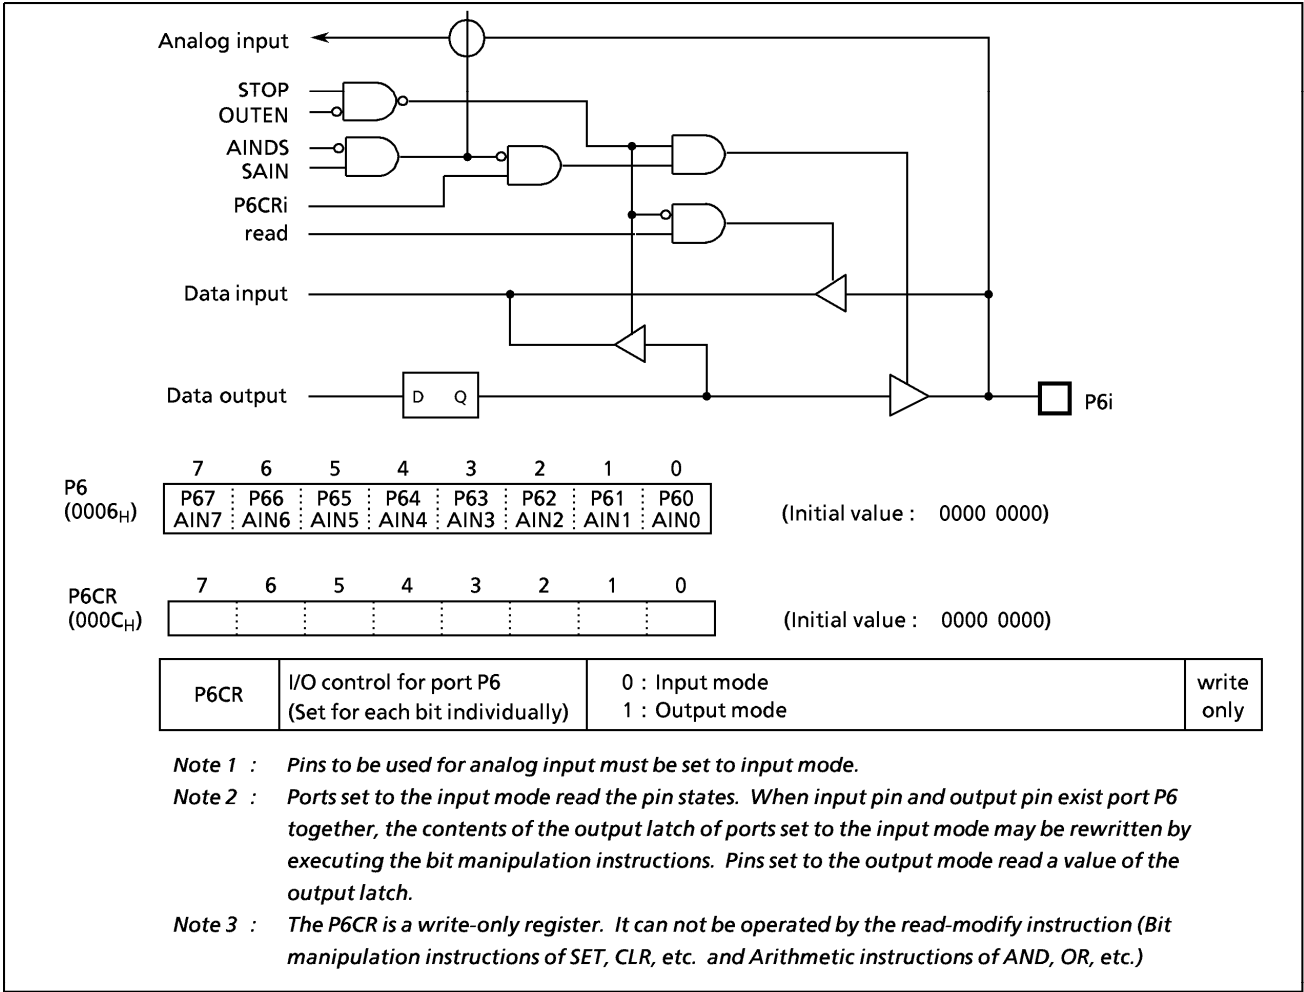 Analog input
STOP
OUTEN
AINDS
SAIN
P6CRi
read
Data input
Data output
D Q
P6i
7 6 5 4 3 2 1 0
P6
(0006H)
P67 P66 P65 P64 P63 P62 P61 P60
AIN7 AIN6 AIN5 AIN4 AIN3 AIN2 AIN1 AIN0
(Initial value : 0000 0000)
7 6 5 4 3 2 1 0
P6CR
(000CH)
(Initial value : 0000 0000)
P6CR
I/O control for port P6
(Set for each bit individually)
0 : Input mode
1 : Output mode
write
only
Note 1 : Pins to be used for analog input must be set to input mode.
Note 2 : Ports set to the input mode read the pin states. When input pin and output pin exist port P6
together, the contents of the output latch of ports set to the input mode may be rewritten by
executing the bit manipulation instructions. Pins set to the output mode read a value of the
output latch.
Note 3 : The P6CR is a write-only register. It can not be operated by the read-modify instruction (Bit
manipulation instructions of SET, CLR, etc. and Arithmetic instructions of AND, OR, etc.)